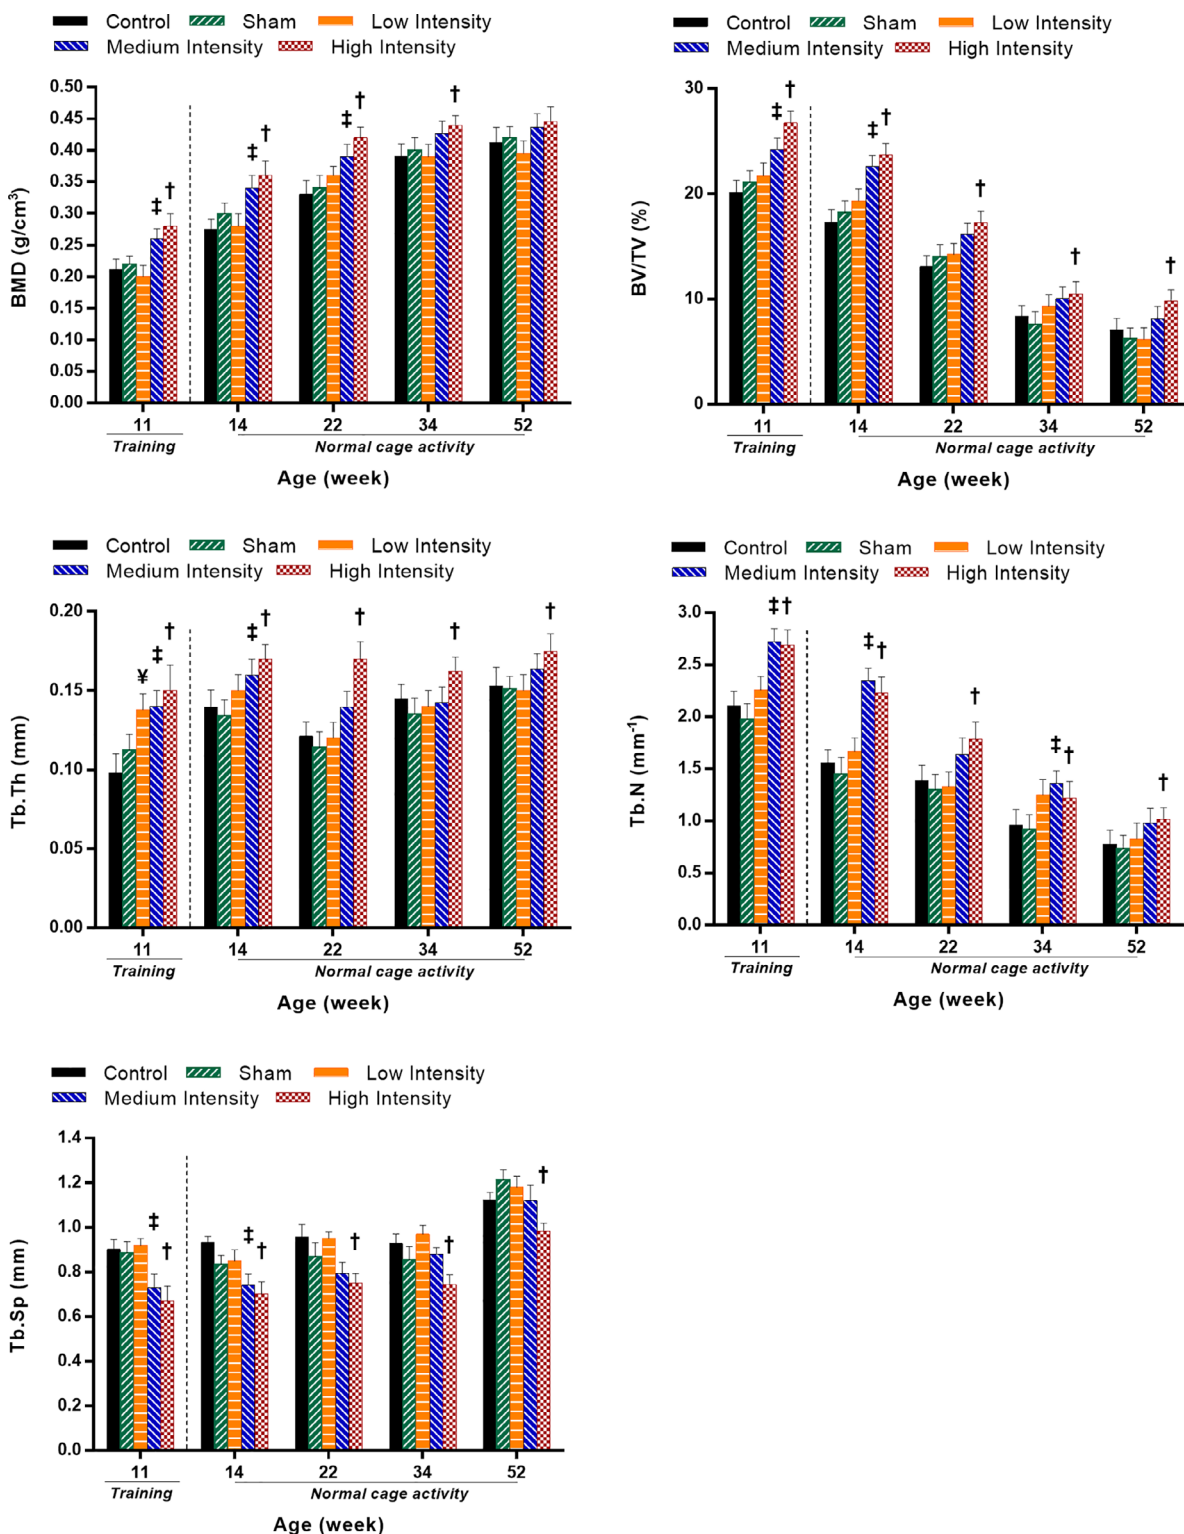 Control Sham Low Intensity
Medium Intensity High Intensity
BMD (g/cm³)
0.50
0.45
0.40
0.35
0.30
0.25
0.20
0.15
0.10
0.05
0.00
‡ †
‡ †
‡ †
†
11 14 22 34 52
Training Normal cage activity
Age (week)
Control Sham Low Intensity
Medium Intensity High Intensity
BV/TV (%)
30
20
10
0
‡ †
‡ †
†
†
†
11 14 22 34 52
Training Normal cage activity
Age (week)
Control Sham Low Intensity
Medium Intensity High Intensity
Tb.Th (mm)
0.20
0.15
0.10
0.05
0.00
¥ ‡ †
‡ †
†
†
†
11 14 22 34 52
Training Normal cage activity
Age (week)
Control Sham Low Intensity
Medium Intensity High Intensity
Tb.N (mm⁻¹)
3.0
2.5
2.0
1.5
1.0
0.5
0.0
‡ †
‡ †
†
‡ †
†
11 14 22 34 52
Training Normal cage activity
Age (week)
Control Sham Low Intensity
Medium Intensity High Intensity
Tb.Sp (mm)
1.4
1.2
1.0
0.8
0.6
0.4
0.2
0.0
‡ †
‡ †
†
†
†
11 14 22 34 52
Training Normal cage activity
Age (week)